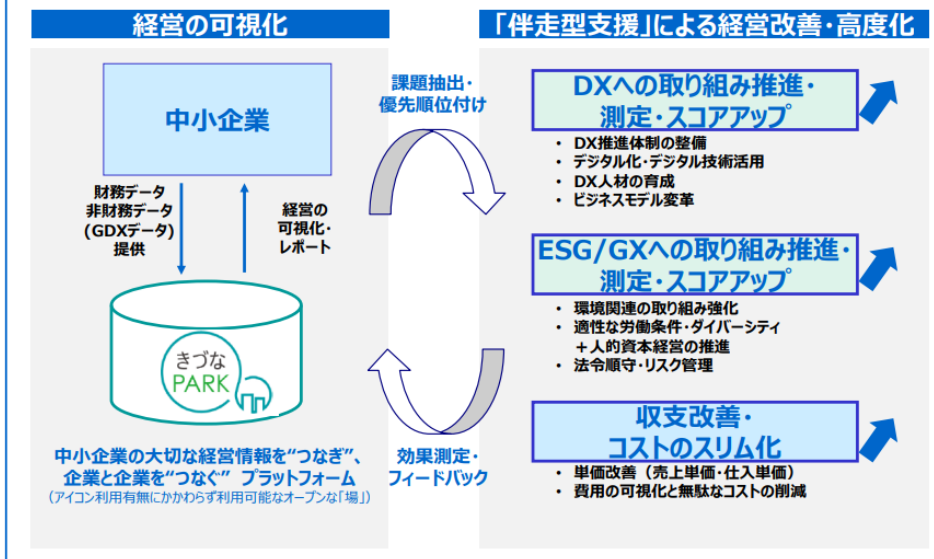 経営の可視化
中小企業
財務データ
非財務データ
(GDXデータ)
提供
経営の
可視化・
レポート
きづな
PARK
中小企業の大切な経営情報を“つなぎ”、
企業と企業を“つなぐ” プラットフォーム
（アイコン利用有無にかかわらず利用可能なオープンな「場」）
課題抽出・
優先順位付け
効果測定・
フィードバック
「伴走型支援」による経営改善・高度化
DXへの取り組み推進・
測定・スコアアップ
• DX推進体制の整備
• デジタル化・デジタル技術活用
• DX人材の育成
• ビジネスモデル変革
ESG/GXへの取り組み推進・
測定・スコアアップ
• 環境関連の取り組み強化
• 適性な労働条件・ダイバーシティ
＋人的資本経営の推進
• 法令順守・リスク管理
収支改善・
コストのスリム化
• 単価改善（売上単価・仕入単価）
• 費用の可視化と無駄なコストの削減